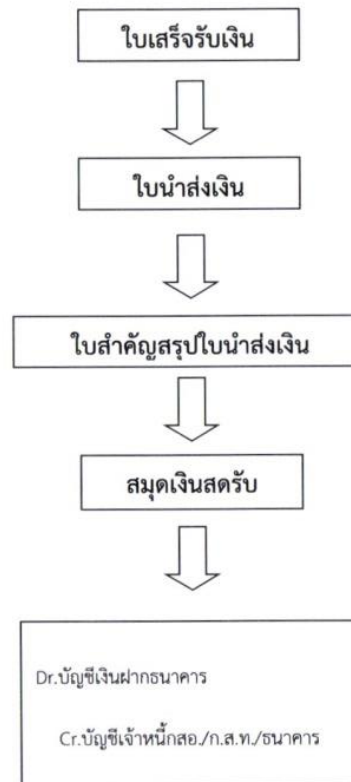 ใบเสร็จรับเงิน
ใบนำส่งเงิน
ใบสำคัญสรุปใบนำส่งเงิน
สมุดเงินสดรับ
Dr.บัญชีเงินฝากธนาคาร
Cr.บัญชีเจ้าหนี้กสอ./ก.ส.ท./ธนาคาร